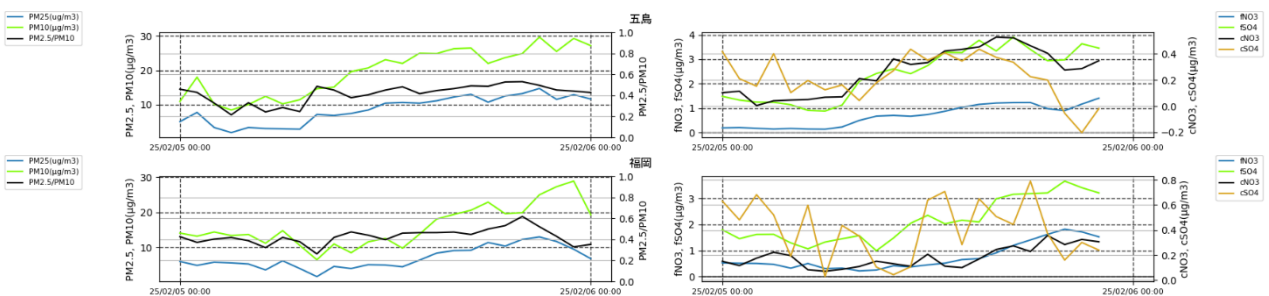 五島
PM25(ug/m3)
PM10(μg/m3)
PM2.5/PM10
PM2.5, PM10(μg/m3)
30
20
10
1.0
0.8
0.6
0.4
0.2
0.0
PM2.5/PM10
25/02/05 00:00
25/02/06 00:00
fNO3, fSO4(μg/m3)
4
3
2
1
0
0.4
0.2
0.0
−0.2
cNO3, cSO4(μg/m3)
25/02/05 00:00
25/02/06 00:00
fNO3
fSO4
cNO3
cSO4
福岡
PM25(ug/m3)
PM10(μg/m3)
PM2.5/PM10
PM2.5, PM10(μg/m3)
30
20
10
1.0
0.8
0.6
0.4
0.2
0.0
PM2.5/PM10
25/02/05 00:00
25/02/06 00:00
fNO3, fSO4(μg/m3)
3
2
1
0
0.8
0.6
0.4
0.2
0.0
cNO3, cSO4(μg/m3)
25/02/05 00:00
25/02/06 00:00
fNO3
fSO4
cNO3
cSO4